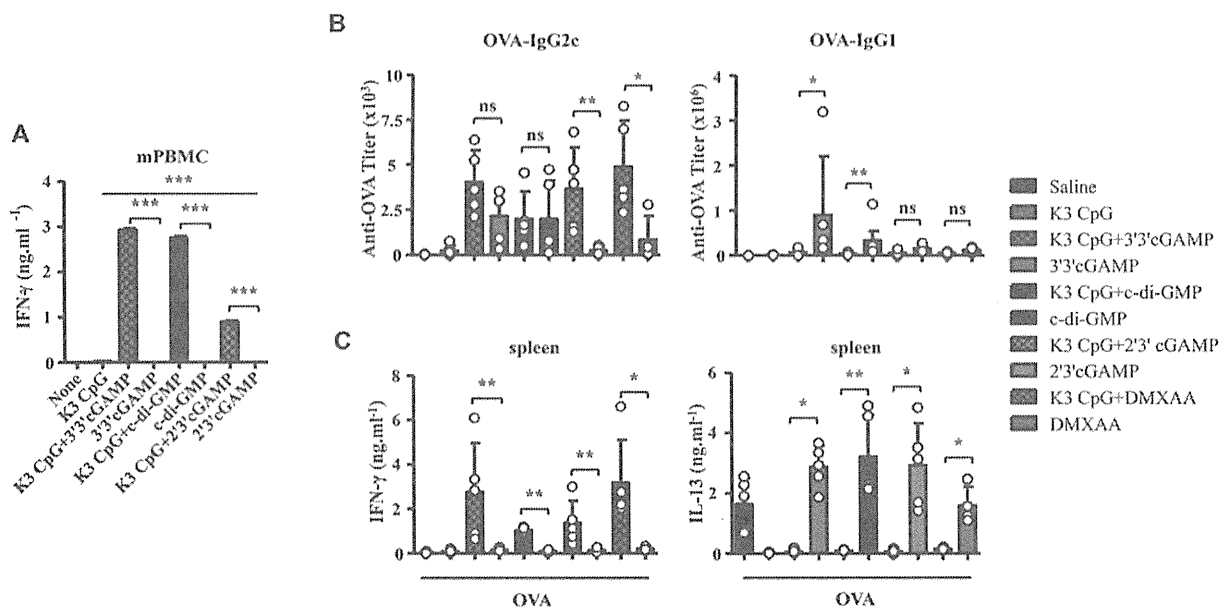 A
mPBMC
***
***
***
***
IFN-γ (ng.ml⁻¹)
4
3
2
1
0
None
K3 CpG
K3 CpG+3'3'cGAMP
3'3'cGAMP
K3 CpG+c-di-GMP
c-di-GMP
K3 CpG+2'3'cGAMP
2'3'cGAMP
B
OVA-IgG2c
Anti-OVA Titer (x10³)
10
7.5
5
2.5
0
ns
ns
**
*
OVA-IgG1
Anti-OVA Titer (x10⁶)
4
3
2
1
0
*
**
ns
ns
C
spleen
IFN-γ (ng.ml⁻¹)
8
6
4
2
0
**
**
**
*
OVA
spleen
IL-13 (ng.ml⁻¹)
6
4
2
0
*
**
*
*
OVA
Saline
K3 CpG
K3 CpG+3'3'cGAMP
3'3'cGAMP
K3 CpG+c-di-GMP
c-di-GMP
K3 CpG+2'3' cGAMP
2'3'cGAMP
K3 CpG+DMXAA
DMXAA